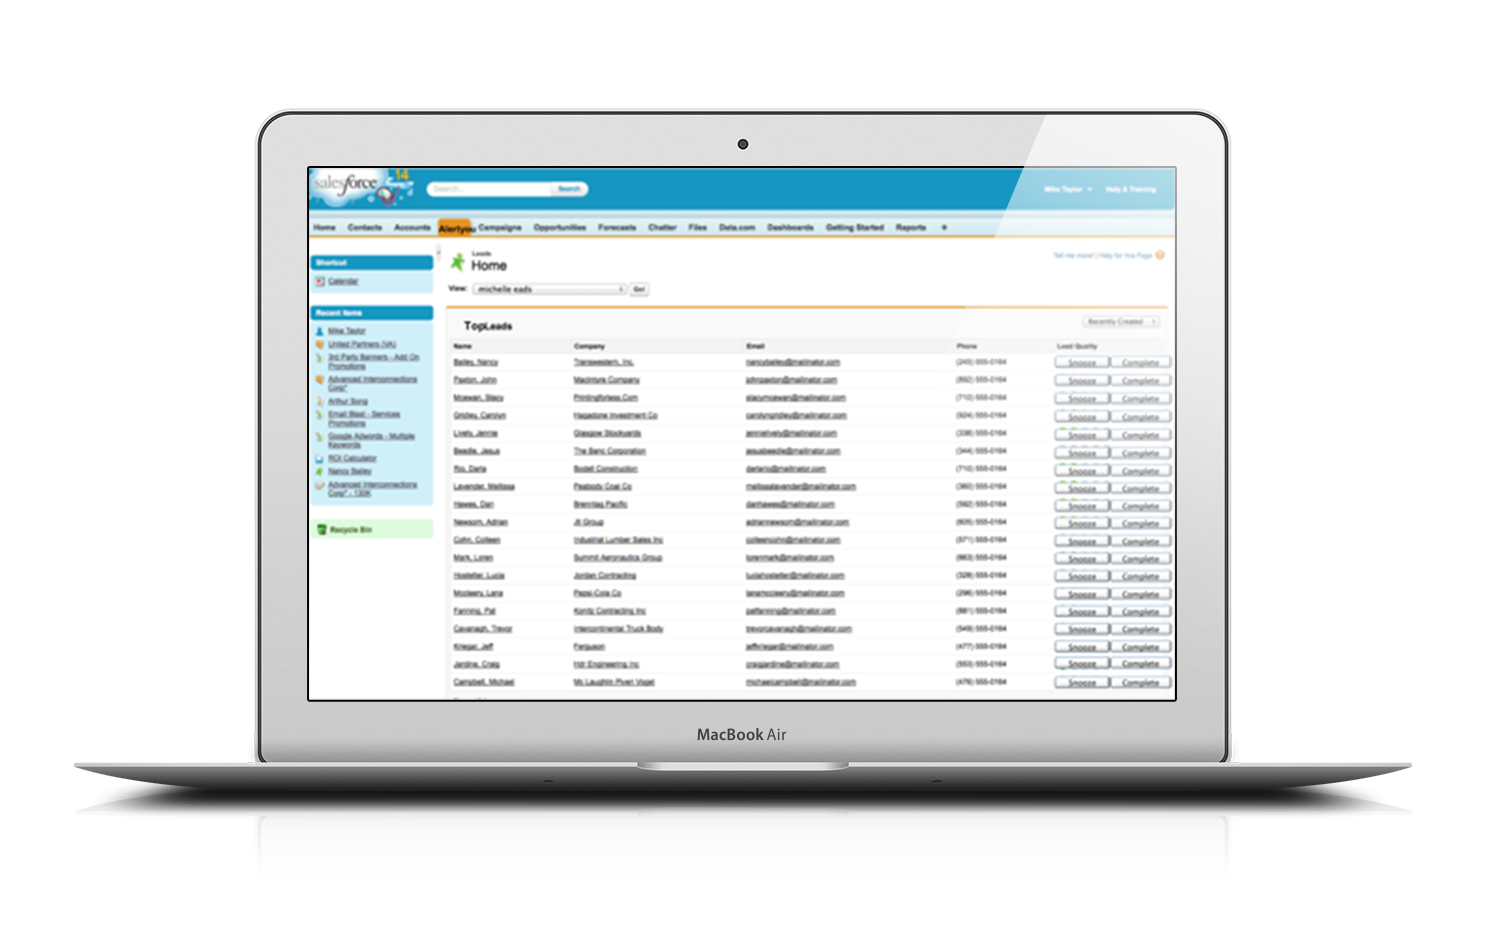 salesforce
14
Search...
Search
Mike Taylor
Help & Training
Home Contacts Accounts Alertyou Campaigns Opportunities Forecasts Chatter Files Data.com Dashboards Getting Started Reports +
Shortcut
Calendar
Recent Items
Mike Taylor
United Partners (VA)
3rd Party Banners - Add On
Promotions
Advanced Interconnections
Corp*
Arthur Song
Email Blast - Services
Promotions
Google Adwords - Multiple
Keywords
ROI Calculator
Nancy Bailey
Advanced Interconnections
Corp* - 130K
Recycle Bin
Leads
Home
Tell me more! | Help for this Page
View: michelle eads Go!
TopLeads
Recently Created
Name Company Email Phone Lead Quality
Bailey, Nancy Transwestern, Inc. nancybailey@mailinator.com (240) 555-0164 Snooze Complete
Paxton, John MacIntyre Company johnpaxton@mailinator.com (892) 555-0164 Snooze Complete
Mcewan, Stacy Printingforless.Com stacymcewan@mailinator.com (710) 555-0164 Snooze Complete
Gridley, Carolyn Hagadone Investment Co carolyngridley@mailinator.com (924) 555-0164 Snooze Complete
Lively, Jennie Glasgow Stockyards jennielively@mailinator.com (338) 555-0164 Snooze Complete
Beedle, Jesus The Banc Corporation jesusbeedle@mailinator.com (344) 555-0164 Snooze Complete
Rio, Darla Bodell Construction darlario@mailinator.com (710) 555-0164 Snooze Complete
Lavender, Mellissa Peabody Coal Co mellissalavender@mailinator.com (360) 555-0164 Snooze Complete
Hawes, Dan Brenntag Pacific danhawes@mailinator.com (592) 555-0164 Snooze Complete
Newsom, Adrian Jt Group adriannewsom@mailinator.com (605) 555-0164 Snooze Complete
Cohn, Colleen Industrial Lumber Sales Inc colleencohn@mailinator.com (571) 555-0164 Snooze Complete
Mark, Loren Summit Aeronautics Group lorenmark@mailinator.com (863) 555-0164 Snooze Complete
Hostetler, Lucia Jordan Contracting luciahostetler@mailinator.com (328) 555-0164 Snooze Complete
Mccleary, Lana Pepsi-Cola Co lanamccleary@mailinator.com (298) 555-0164 Snooze Complete
Fanning, Pat Kontz Contracting Inc patfanning@mailinator.com (881) 555-0164 Snooze Complete
Cavanagh, Trevor Intercontinental Truck Body trevorcavanagh@mailinator.com (549) 555-0164 Snooze Complete
Krieger, Jeff Ferguson jeffkrieger@mailinator.com (477) 555-0164 Snooze Complete
Jardine, Craig Hdr Engineering Inc craigjardine@mailinator.com (553) 555-0164 Snooze Complete
Campbell, Michael Mc Laughlin Piven Vogel michaelcampbell@mailinator.com (476) 555-0164 Snooze Complete
MacBook Air